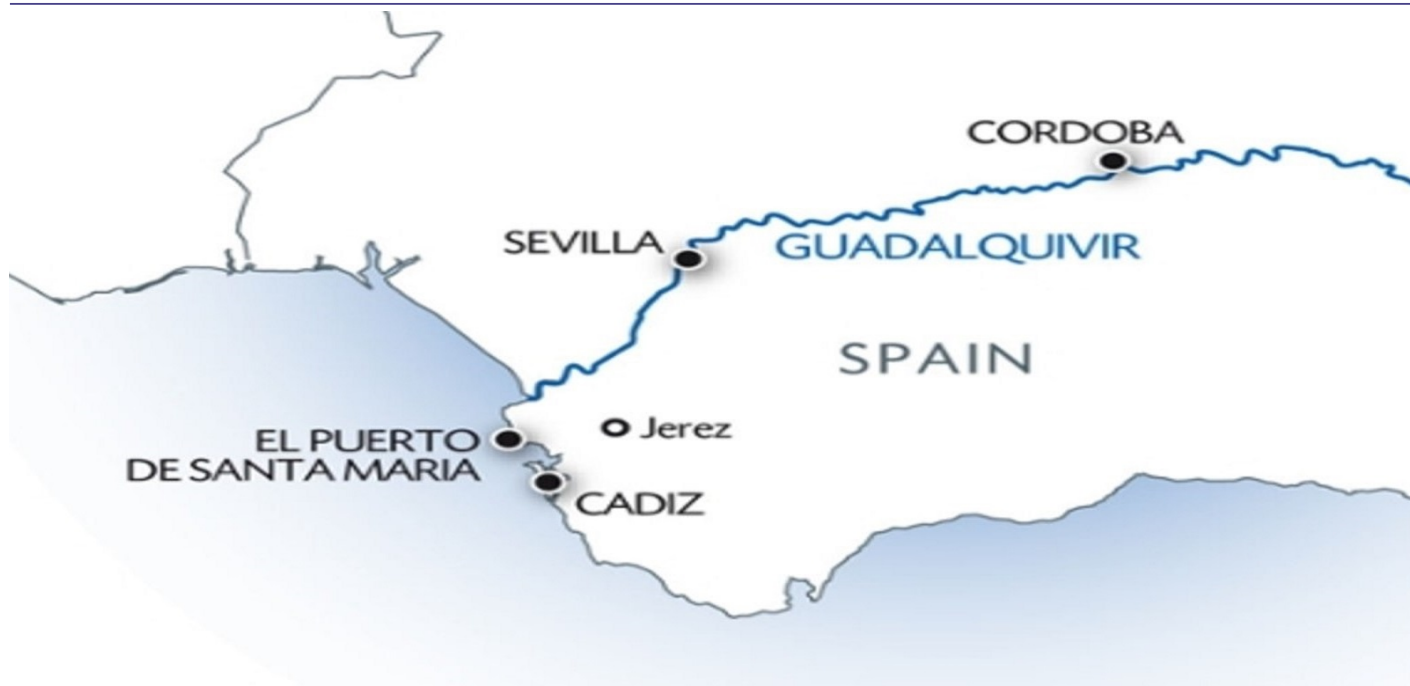 CORDOBA
SEVILLA
GUADALQUIVIR
SPAIN
Jerez
EL PUERTO
DE SANTA MARIA
CADIZ